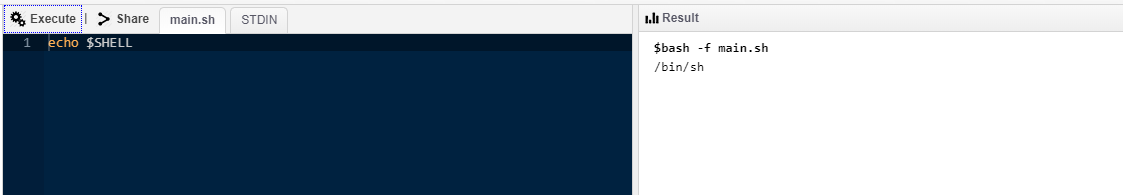 Execute | Share main.sh STDIN
1 echo $SHELL
Result
$bash -f main.sh
/bin/sh